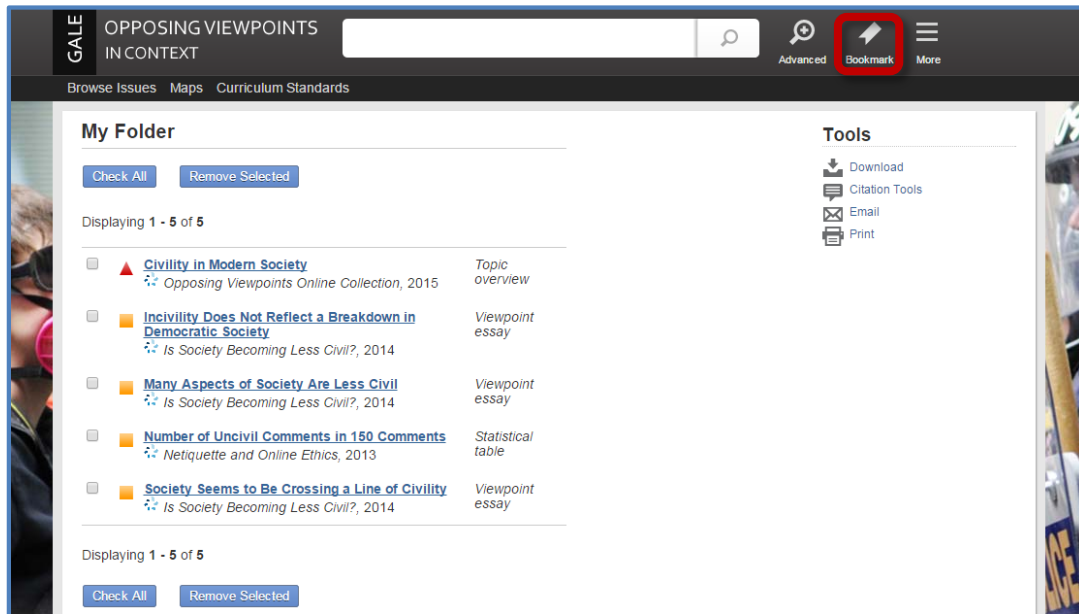 GALE
OPPOSING VIEWPOINTS
IN CONTEXT
Advanced
Bookmark
More
Browse Issues Maps Curriculum Standards
My Folder
Check All Remove Selected
Displaying 1 - 5 of 5
Civility in Modern Society
Opposing Viewpoints Online Collection, 2015
Topic
overview
Incivility Does Not Reflect a Breakdown in
Democratic Society
Is Society Becoming Less Civil?, 2014
Viewpoint
essay
Many Aspects of Society Are Less Civil
Is Society Becoming Less Civil?, 2014
Viewpoint
essay
Number of Uncivil Comments in 150 Comments
Netiquette and Online Ethics, 2013
Statistical
table
Society Seems to Be Crossing a Line of Civility
Is Society Becoming Less Civil?, 2014
Viewpoint
essay
Displaying 1 - 5 of 5
Check All Remove Selected
Tools
Download
Citation Tools
Email
Print